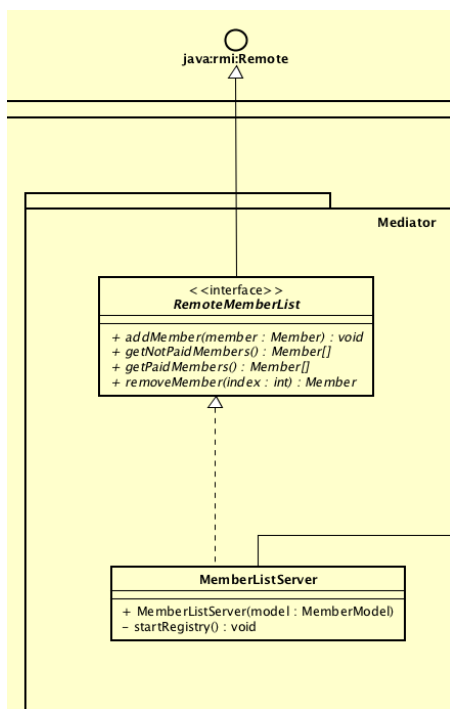 java:rmi:Remote
Mediator
< <interface> >
RemoteMemberList
+ addMember(member : Member) : void
+ getNotPaidMembers() : Member[]
+ getPaidMembers() : Member[]
+ removeMember(index : int) : Member
MemberListServer
+ MemberListServer(model : MemberModel)
– startRegistry() : void